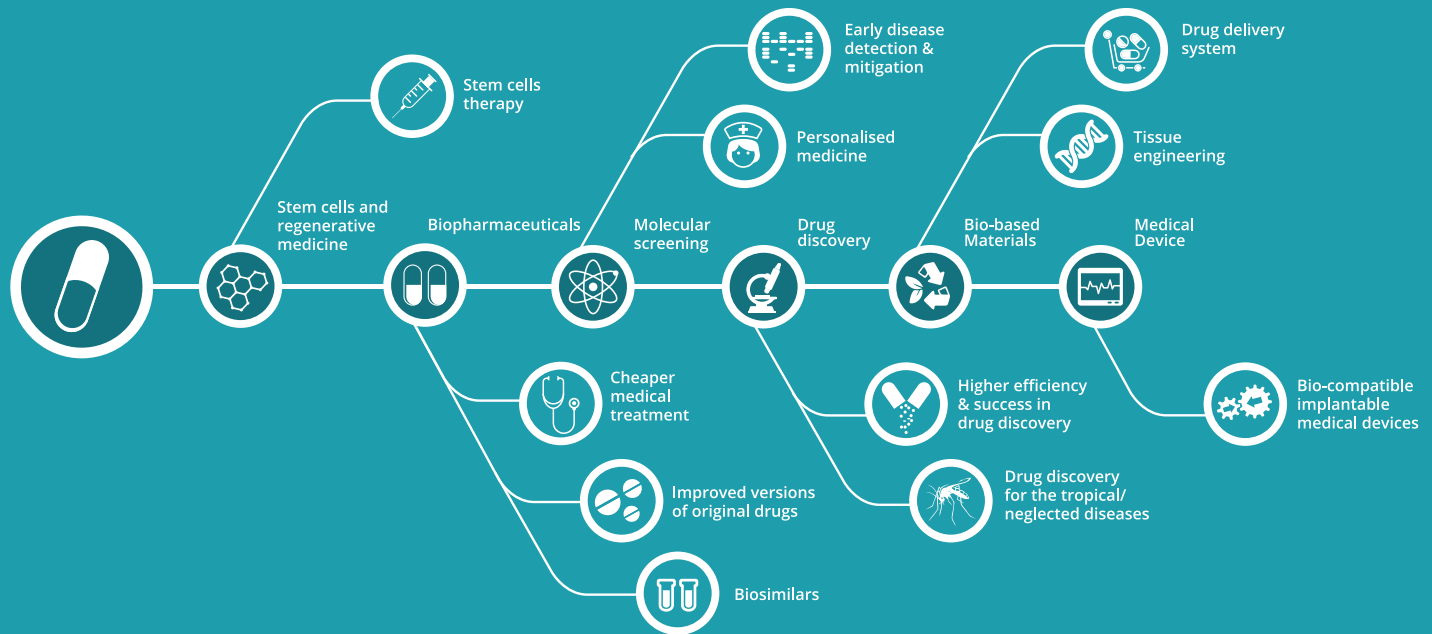 Early disease
detection &
mitigation
Drug delivery
system
Stem cells
therapy
Personalised
medicine
Tissue
engineering
Stem cells and
regenerative
medicine
Biopharmaceuticals
Molecular
screening
Drug
discovery
Bio-based
Materials
Medical
Device
Cheaper
medical
treatment
Higher efficiency
& success in
drug discovery
Bio-compatible
implantable
medical devices
Improved versions
of original drugs
Drug discovery
for the tropical/
neglected diseases
Biosimilars